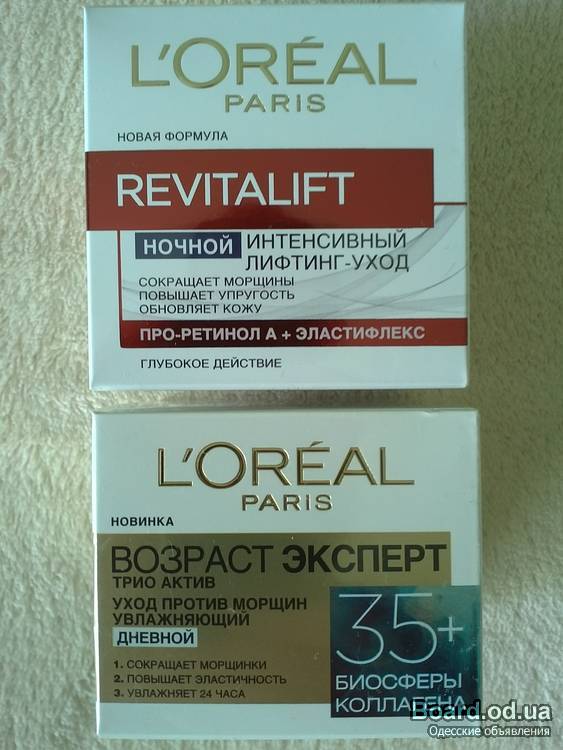 L'ORÉAL
PARIS
НОВАЯ ФОРМУЛА
REVITALIFT
НОЧНОЙ ИНТЕНСИВНЫЙ
ЛИФТИНГ-УХОД
СОКРАЩАЕТ МОРЩИНЫ
ПОВЫШАЕТ УПРУГОСТЬ
ОБНОВЛЯЕТ КОЖУ
ПРО-РЕТИНОЛ А + ЭЛАСТИФЛЕКС
ГЛУБОКОЕ ДЕЙСТВИЕ
L'ORÉAL
PARIS
НОВИНКА
ВОЗРАСТ ЭКСПЕРТ
ТРИО АКТИВ
УХОД ПРОТИВ МОРЩИН
УВЛАЖНЯЮЩИЙ
ДНЕВНОЙ
1. СОКРАЩАЕТ МОРЩИНКИ
2. ПОВЫШАЕТ ЭЛАСТИЧНОСТЬ
3. УВЛАЖНЯЕТ 24 ЧАСА
35+
БИОСФЕРЫ
КОЛЛАГЕНА
Board.od.ua
Одесские объявления